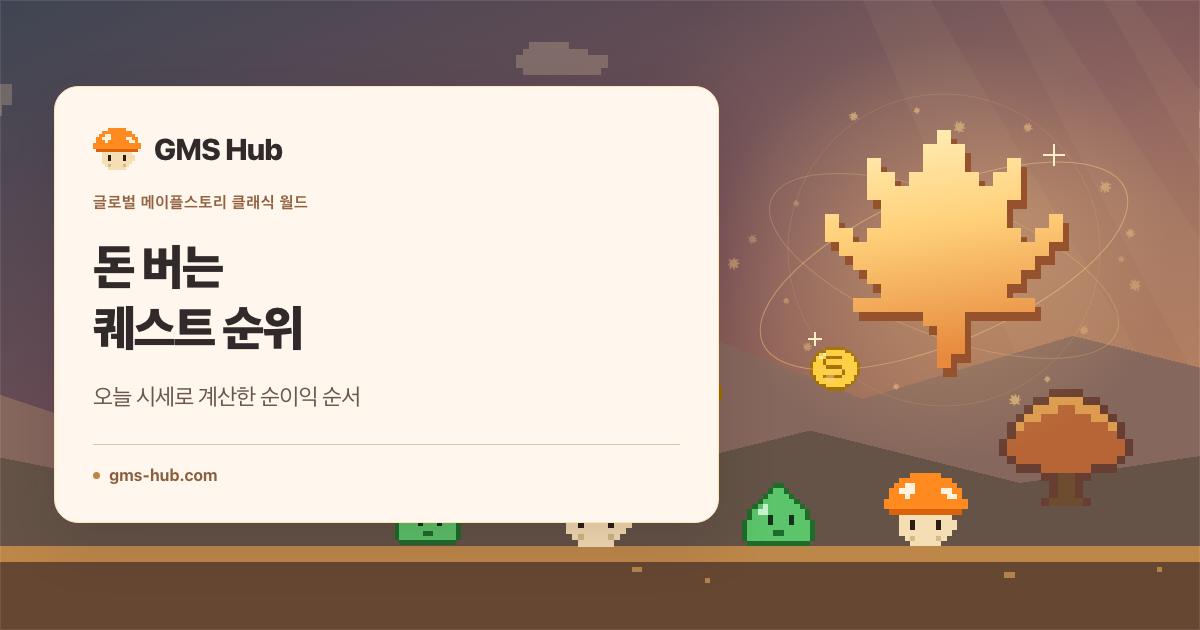 GMS Hub
글로벌 메이플스토리 클래식 월드
돈 버는
퀘스트 순위
오늘 시세로 계산한 순이익 순서
gms-hub.com